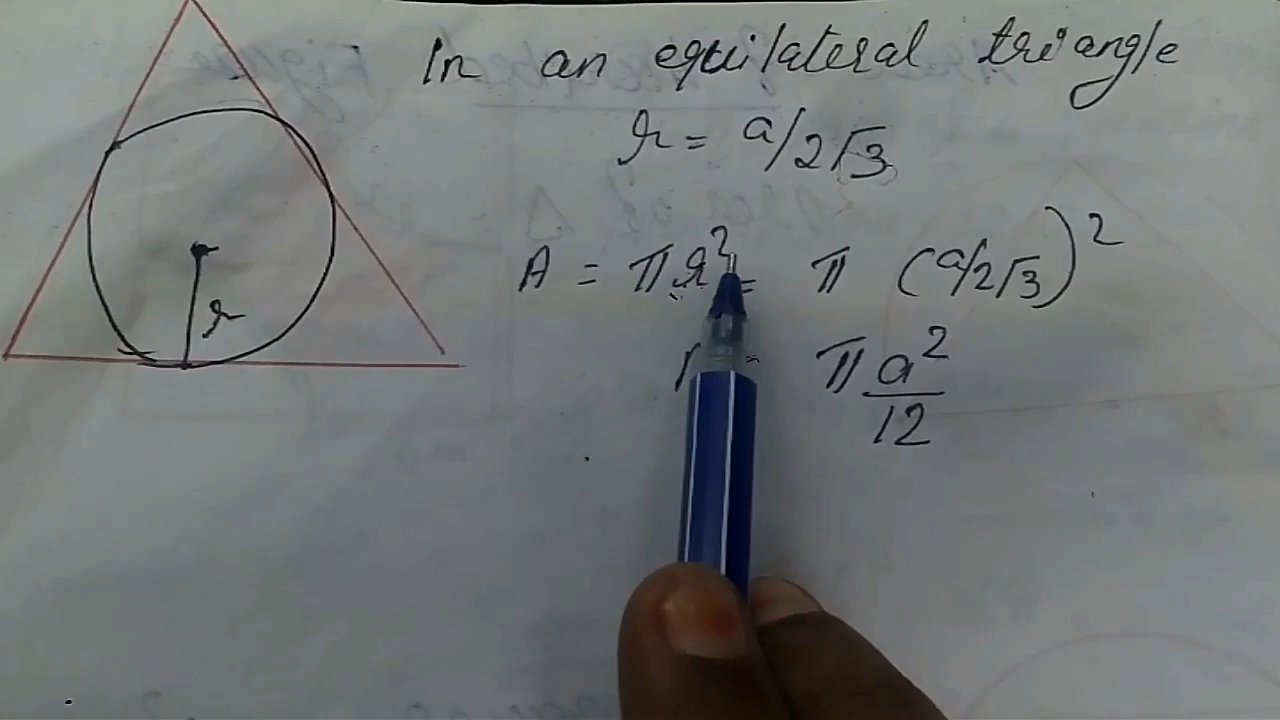 In an equilateral triangle
r = a/2√3
A = πr² = π (a/2√3)²
= π a²/12
r